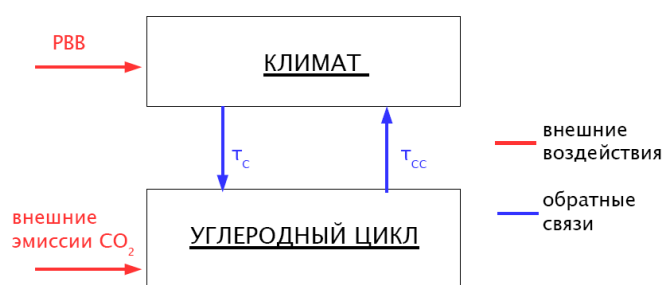 РВВ
КЛИМАТ
τC
τCC
внешние
воздействия
внешние
эмиссии CO2
УГЛЕРОДНЫЙ ЦИКЛ
обратные
связи